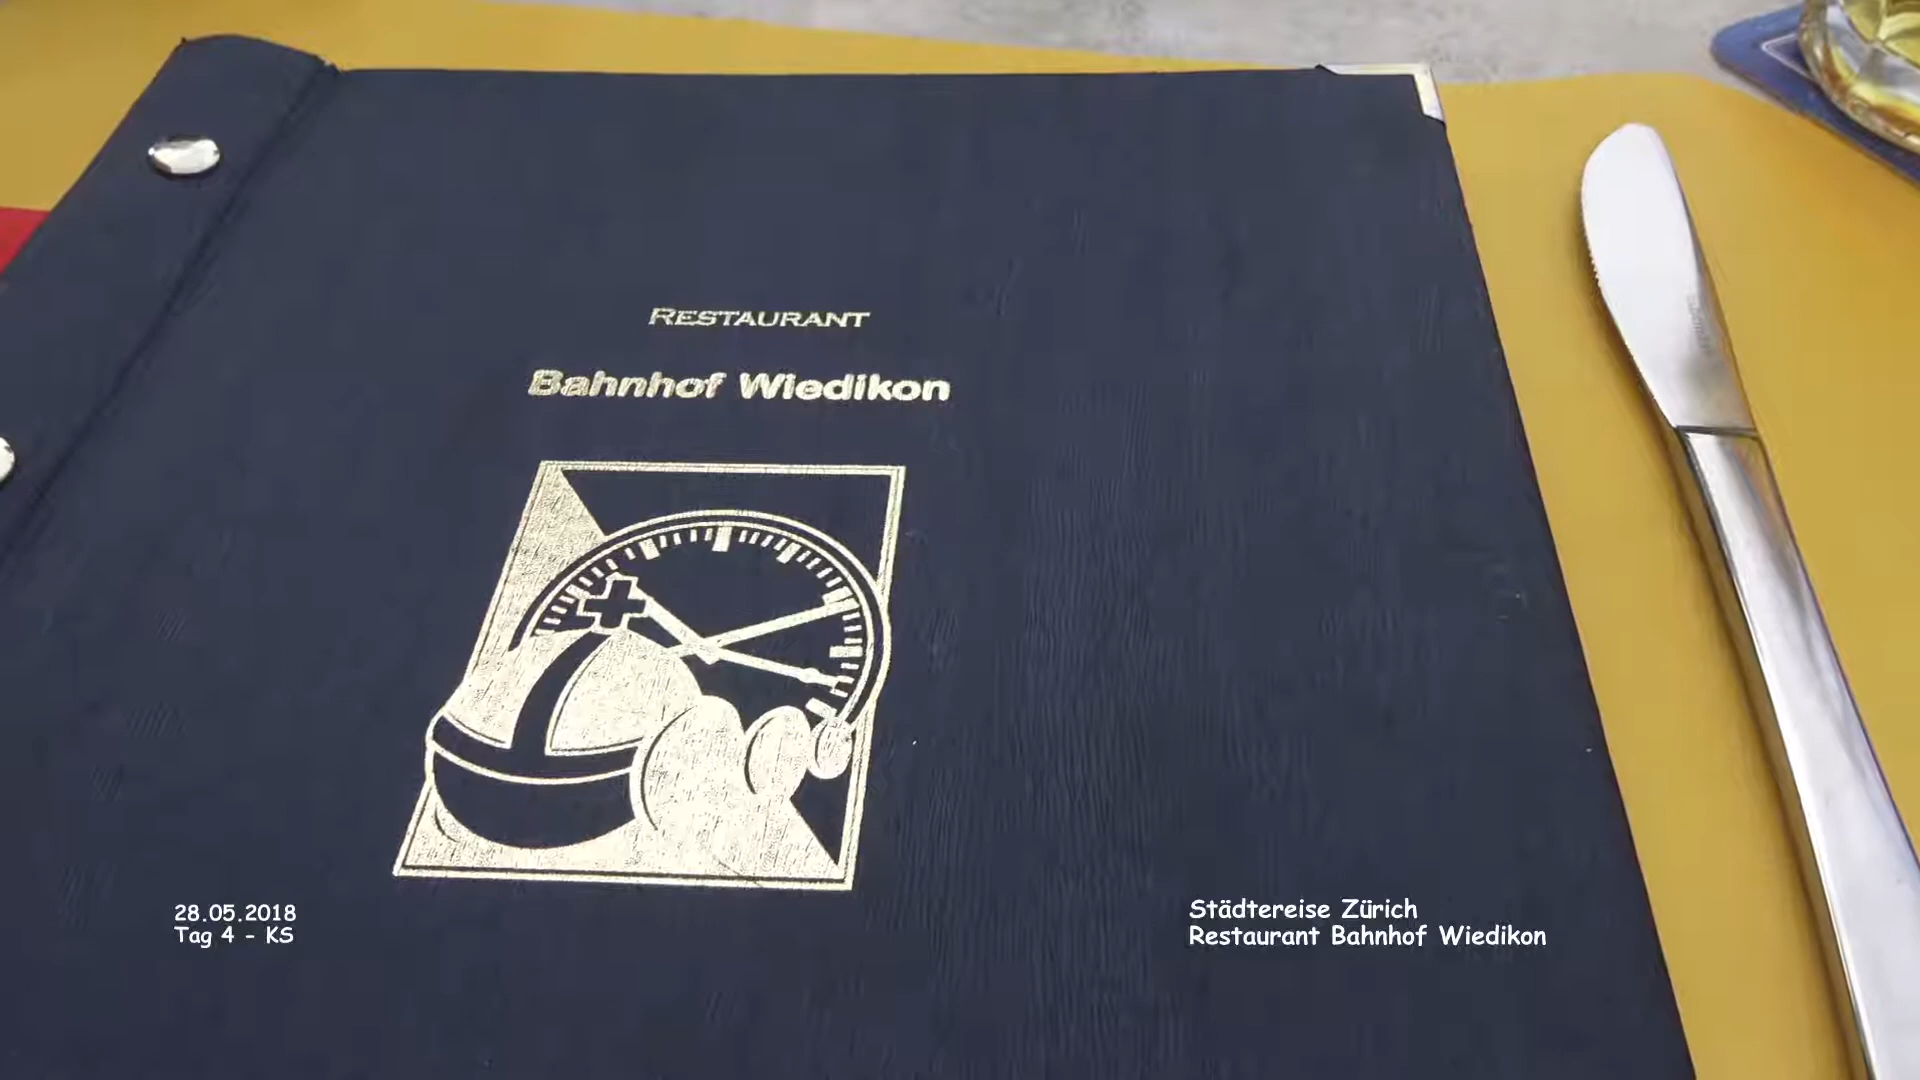 RESTAURANT
Bahnhof Wiedikon
28.05.2018
Tag 4 - KS
Städtereise Zürich
Restaurant Bahnhof Wiedikon